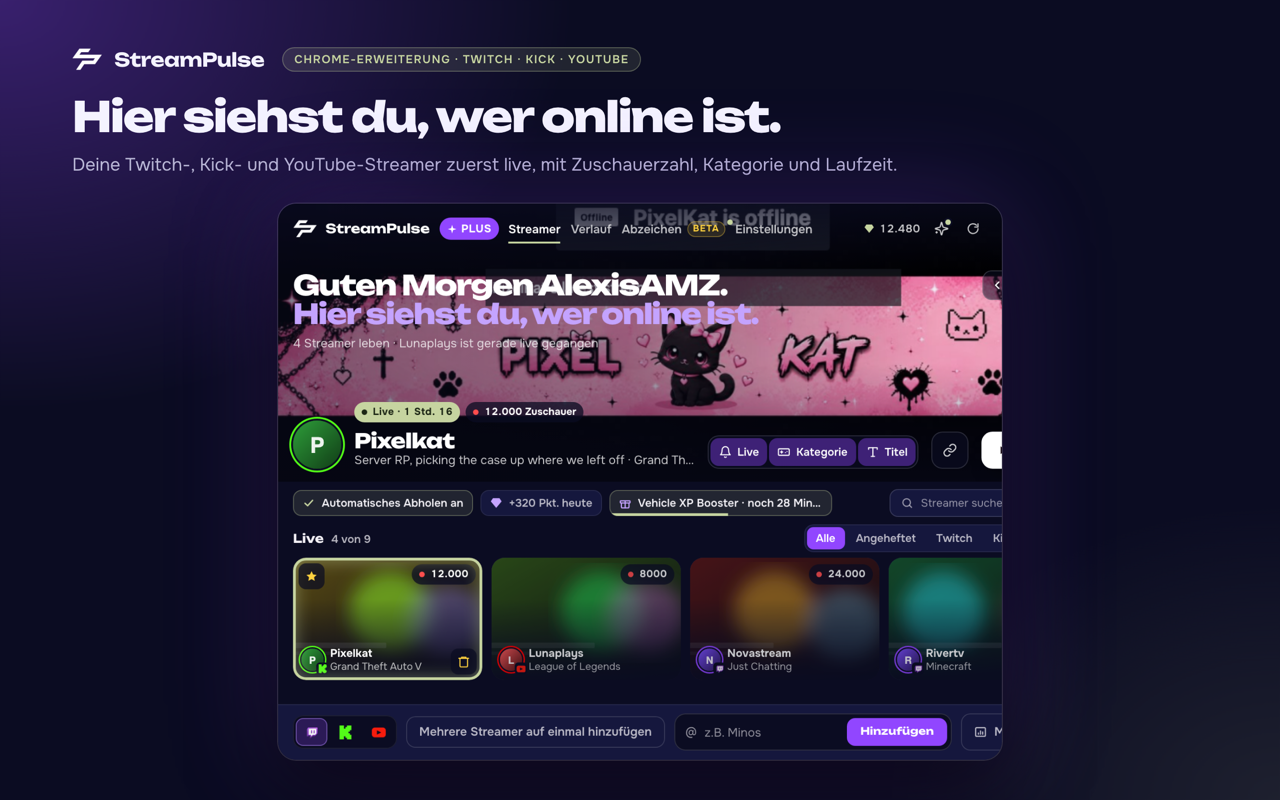 StreamPulse
CHROME-ERWEITERUNG · TWITCH · KICK · YOUTUBE
Hier siehst du, wer online ist.
Deine Twitch-, Kick- und YouTube-Streamer zuerst live, mit Zuschauerzahl, Kategorie und Laufzeit.
Offline
PixelKat is offline
StreamPulse
PLUS
Streamer
Verlauf
Abzeichen
BETA
Einstellungen
12.480
Guten Morgen AlexisAMZ.
Hier siehst du, wer online ist.
4 Streamer leben · Lunaplays ist gerade live gegangen
PIXEL
KAT
Live · 1 Std. 16
12.000 Zuschauer
P
Pixelkat
Server RP, picking the case up where we left off · Grand Th...
Live
Kategorie
Titel
Automatisches Abholen an
+320 Pkt. heute
Vehicle XP Booster · noch 28 Min...
Streamer suche
Live 4 von 9
Alle
Angeheftet
Twitch
Ki
12.000
8000
24.000
P
Pixelkat
Grand Theft Auto V
L
Lunaplays
League of Legends
N
Novastream
Just Chatting
R
Rivertv
Minecraft
Mehrere Streamer auf einmal hinzufügen
@ z.B. Minos
Hinzufügen
M